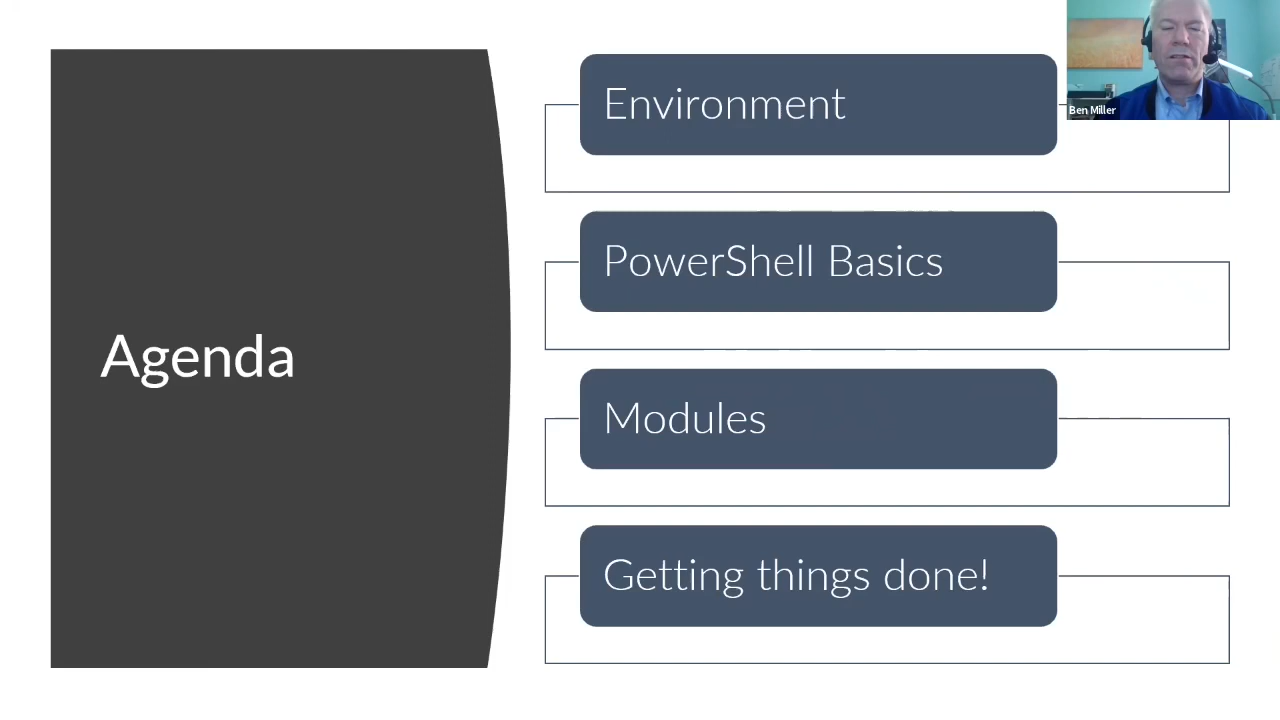 Agenda
Environment
PowerShell Basics
Modules
Getting things done!
Ben Miller